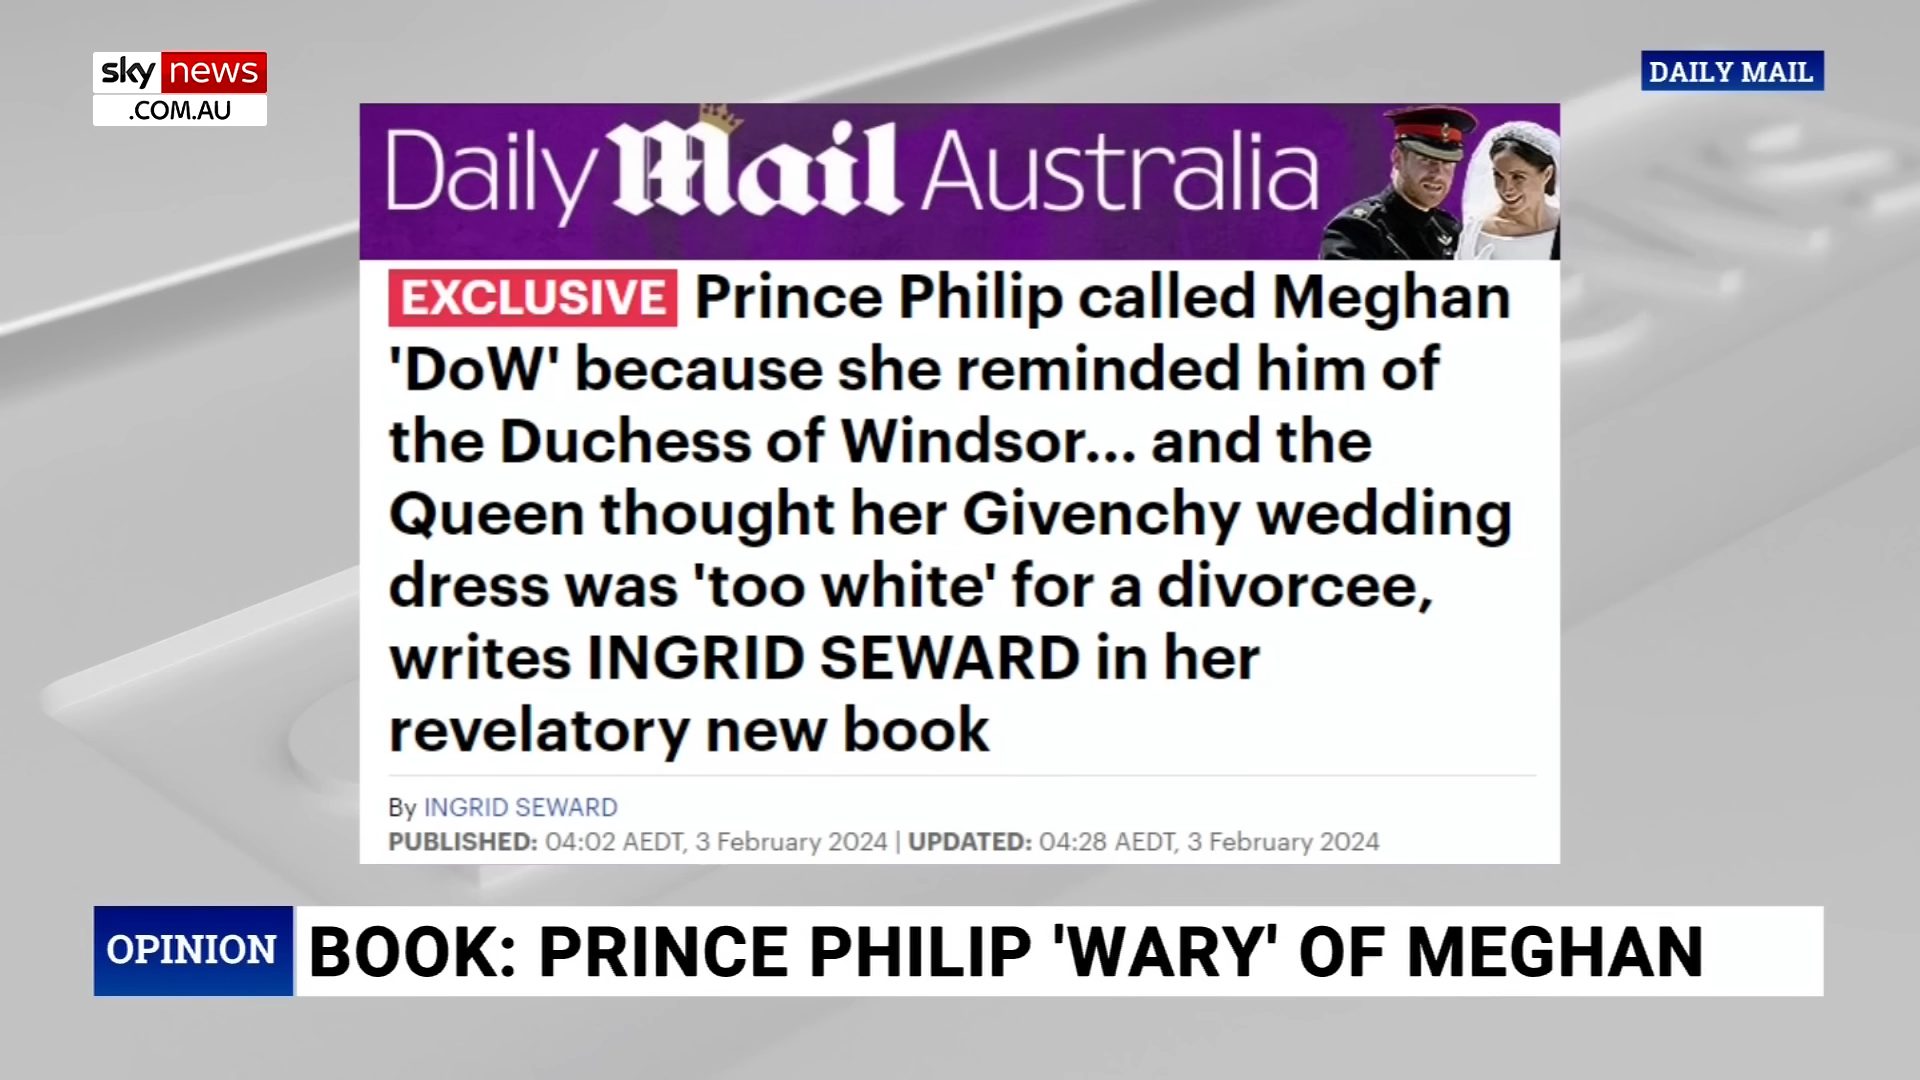 sky news
.COM.AU
DAILY MAIL
Daily Mail Australia
EXCLUSIVE Prince Philip called Meghan
'DoW' because she reminded him of
the Duchess of Windsor... and the
Queen thought her Givenchy wedding
dress was 'too white' for a divorcee,
writes INGRID SEWARD in her
revelatory new book
By INGRID SEWARD
PUBLISHED: 04:02 AEDT, 3 February 2024 | UPDATED: 04:28 AEDT, 3 February 2024
OPINION BOOK: PRINCE PHILIP 'WARY' OF MEGHAN